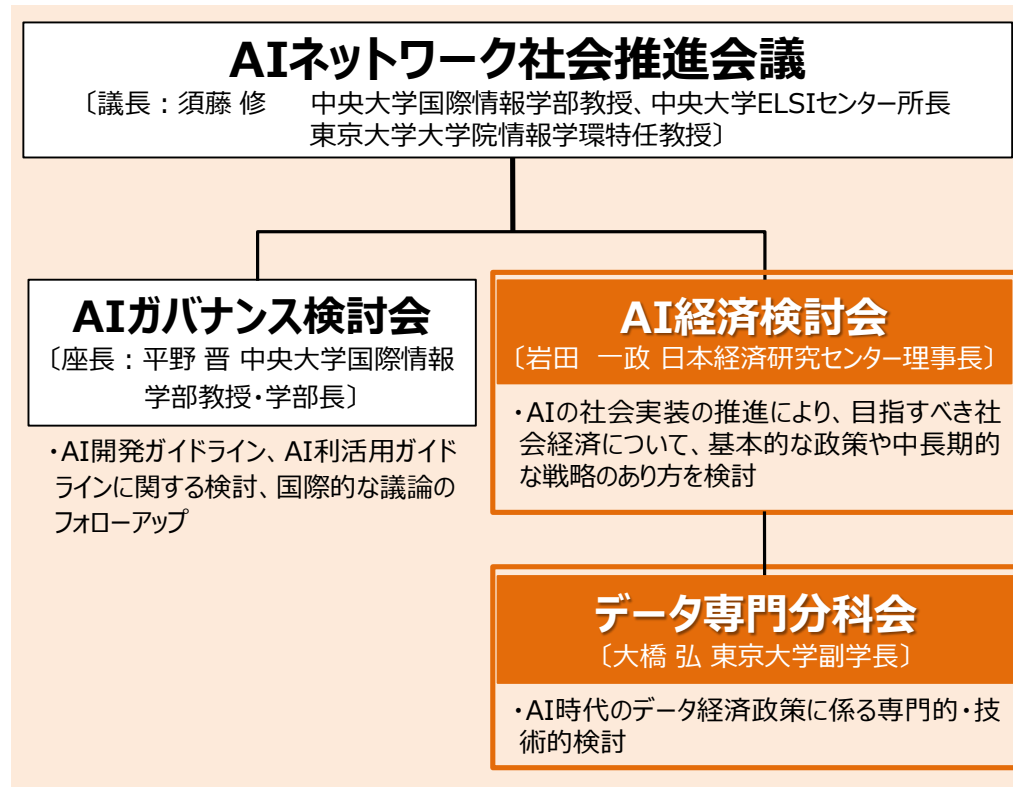 AIネットワーク社会推進会議
〔議長：須藤 修　　中央大学国際情報学部教授、中央大学ELSIセンター所長
東京大学大学院情報学環特任教授〕
AIガバナンス検討会
〔座長：平野 晋 中央大学国際情報
学部教授・学部長〕
・AI開発ガイドライン、AI利活用ガイド
ラインに関する検討、国際的な議論の
フォローアップ
AI経済検討会
〔岩田　一政 日本経済研究センター理事長〕
・AIの社会実装の推進により、目指すべき社
会経済について、基本的な政策や中長期的
な戦略のあり方を検討
データ専門分科会
〔大橋 弘 東京大学副学長〕
・AI時代のデータ経済政策に係る専門的・技
術的検討